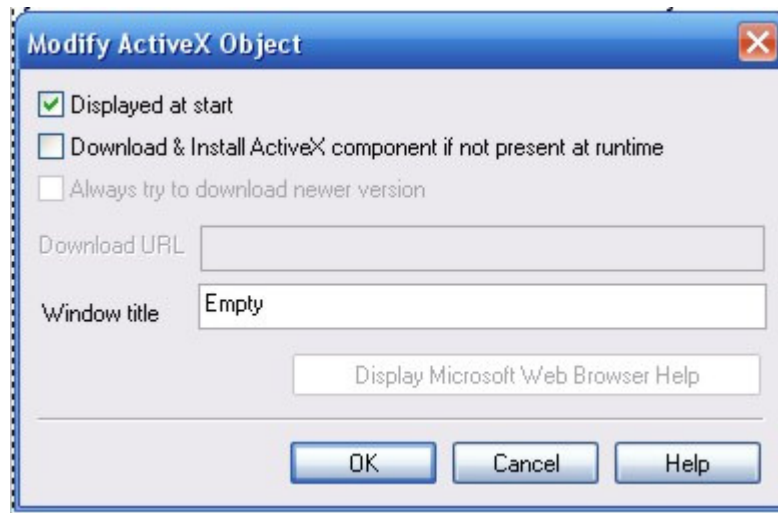 Modify ActiveX Object
Displayed at start
Download & Install ActiveX component if not present at runtime
Always try to download newer version
Download URL
Window title Empty
Display Microsoft Web Browser Help
OK Cancel Help